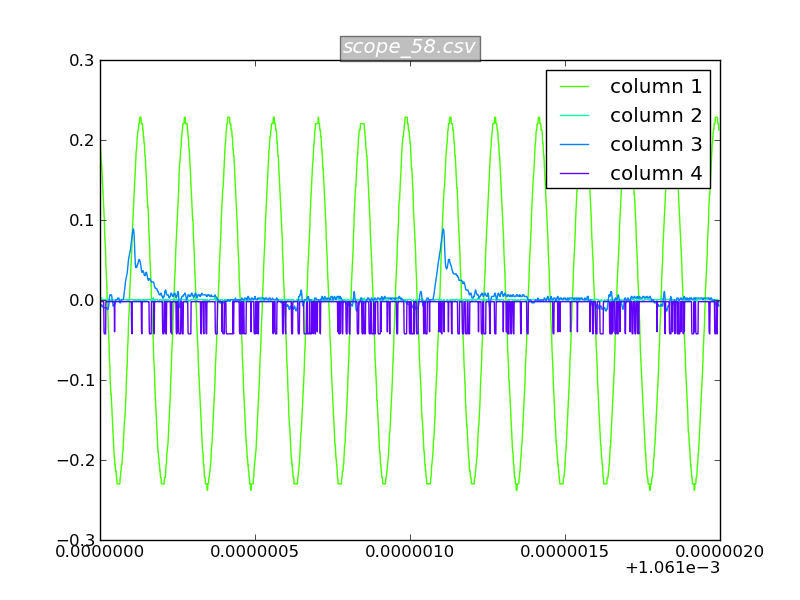 scope_58.csv
0.3
0.2
0.1
0.0
−0.1
−0.2
−0.3
column 1
column 2
column 3
column 4
0.0000000 0.0000005 0.0000010 0.0000015 0.0000020
+1.061e−3